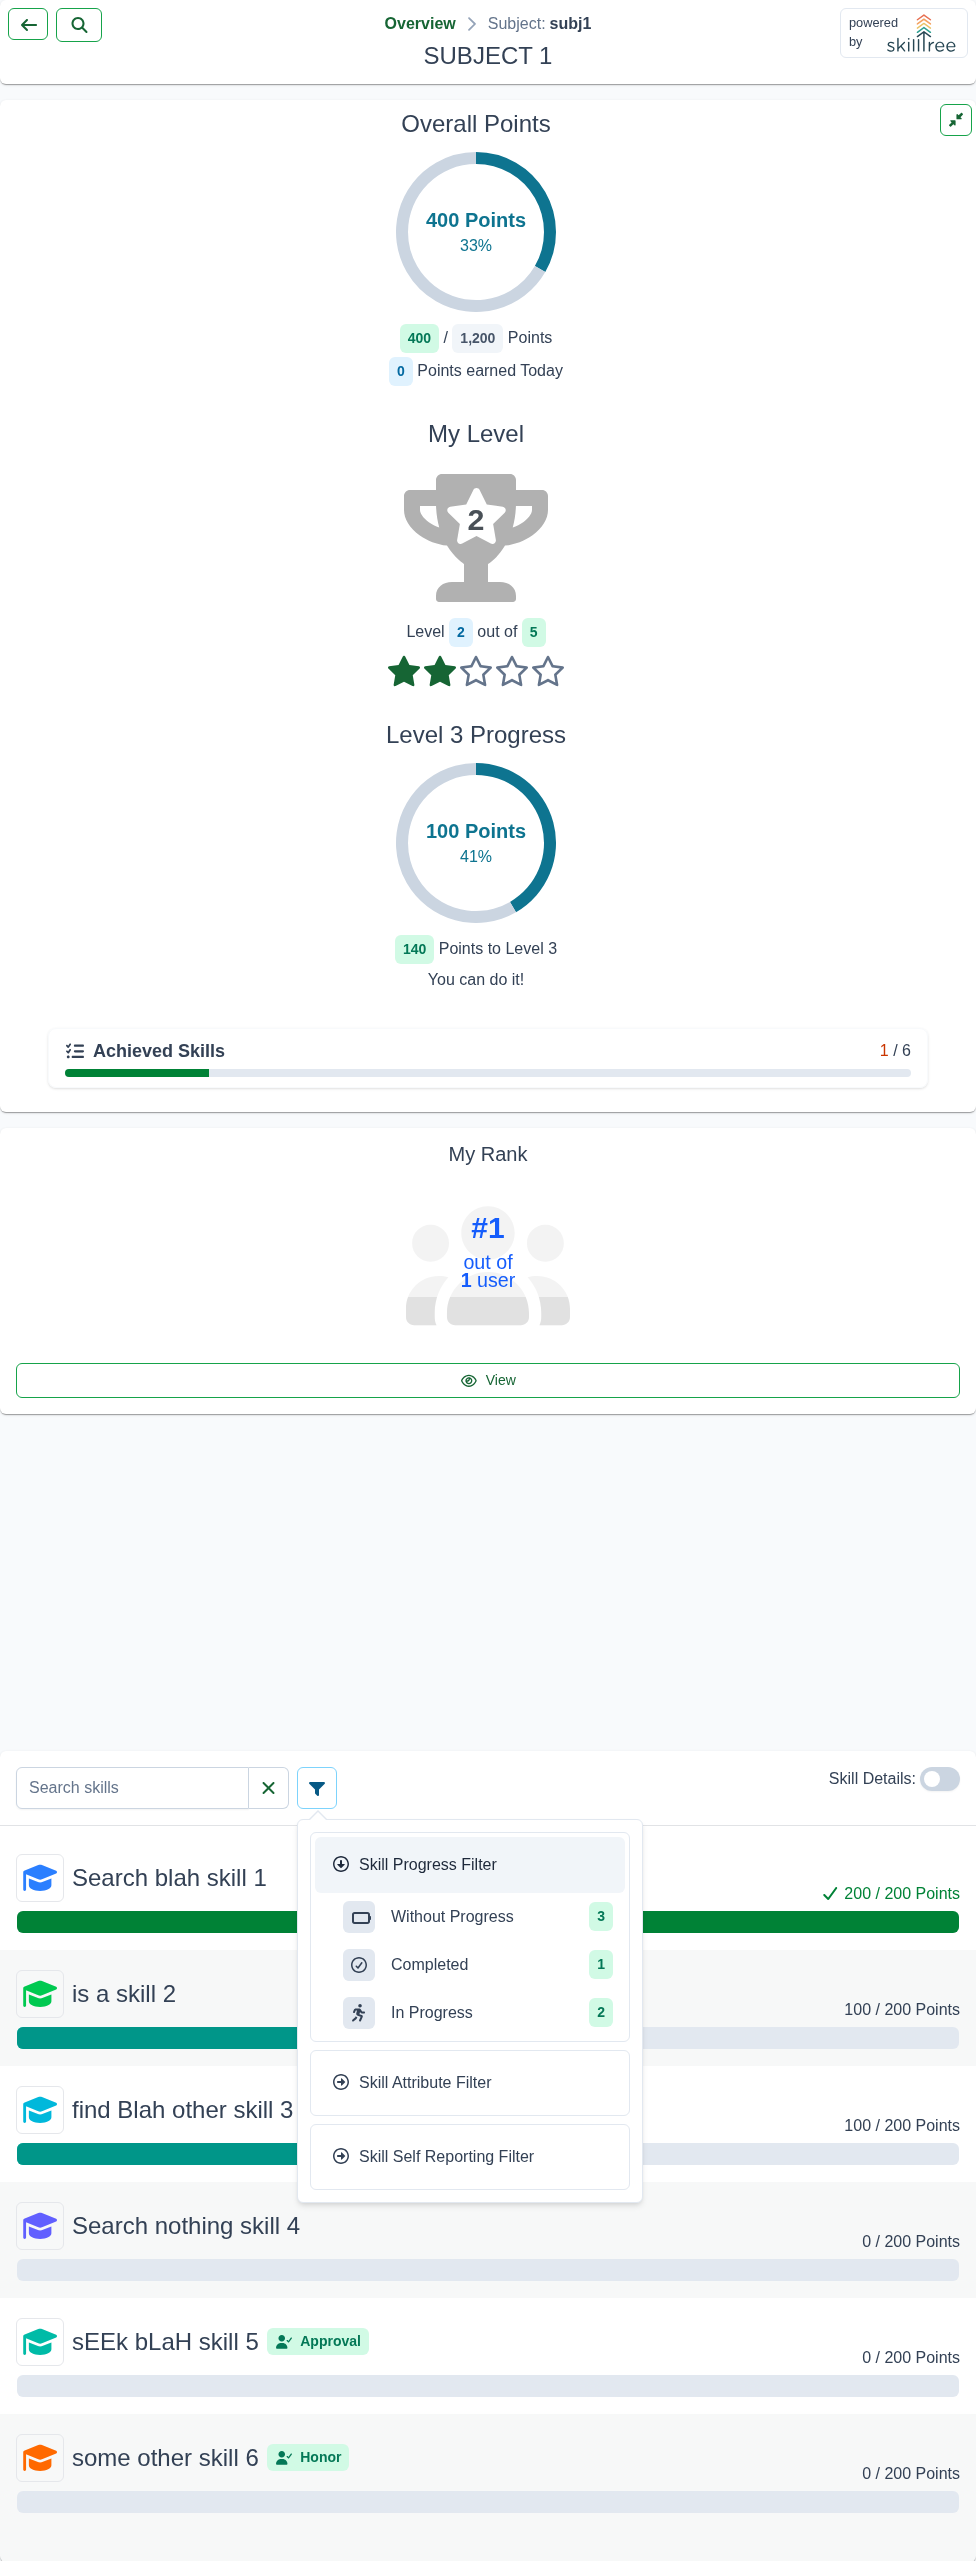 Overview > Subject: subj1
powered by skilltree
SUBJECT 1
Overall Points
400 Points
33%
400 / 1,200 Points
0 Points earned Today
My Level
2
Level 2 out of 5
Level 3 Progress
100 Points
41%
140 Points to Level 3
You can do it!
Achieved Skills 1 / 6
My Rank
#1
out of
1 user
View
Search skills
Skill Details:
Skill Progress Filter
Without Progress 3
Completed 1
In Progress 2
Skill Attribute Filter
Skill Self Reporting Filter
Search blah skill 1
200 / 200 Points
is a skill 2
100 / 200 Points
find Blah other skill 3
100 / 200 Points
Search nothing skill 4
0 / 200 Points
sEEk bLaH skill 5 Approval
0 / 200 Points
some other skill 6 Honor
0 / 200 Points